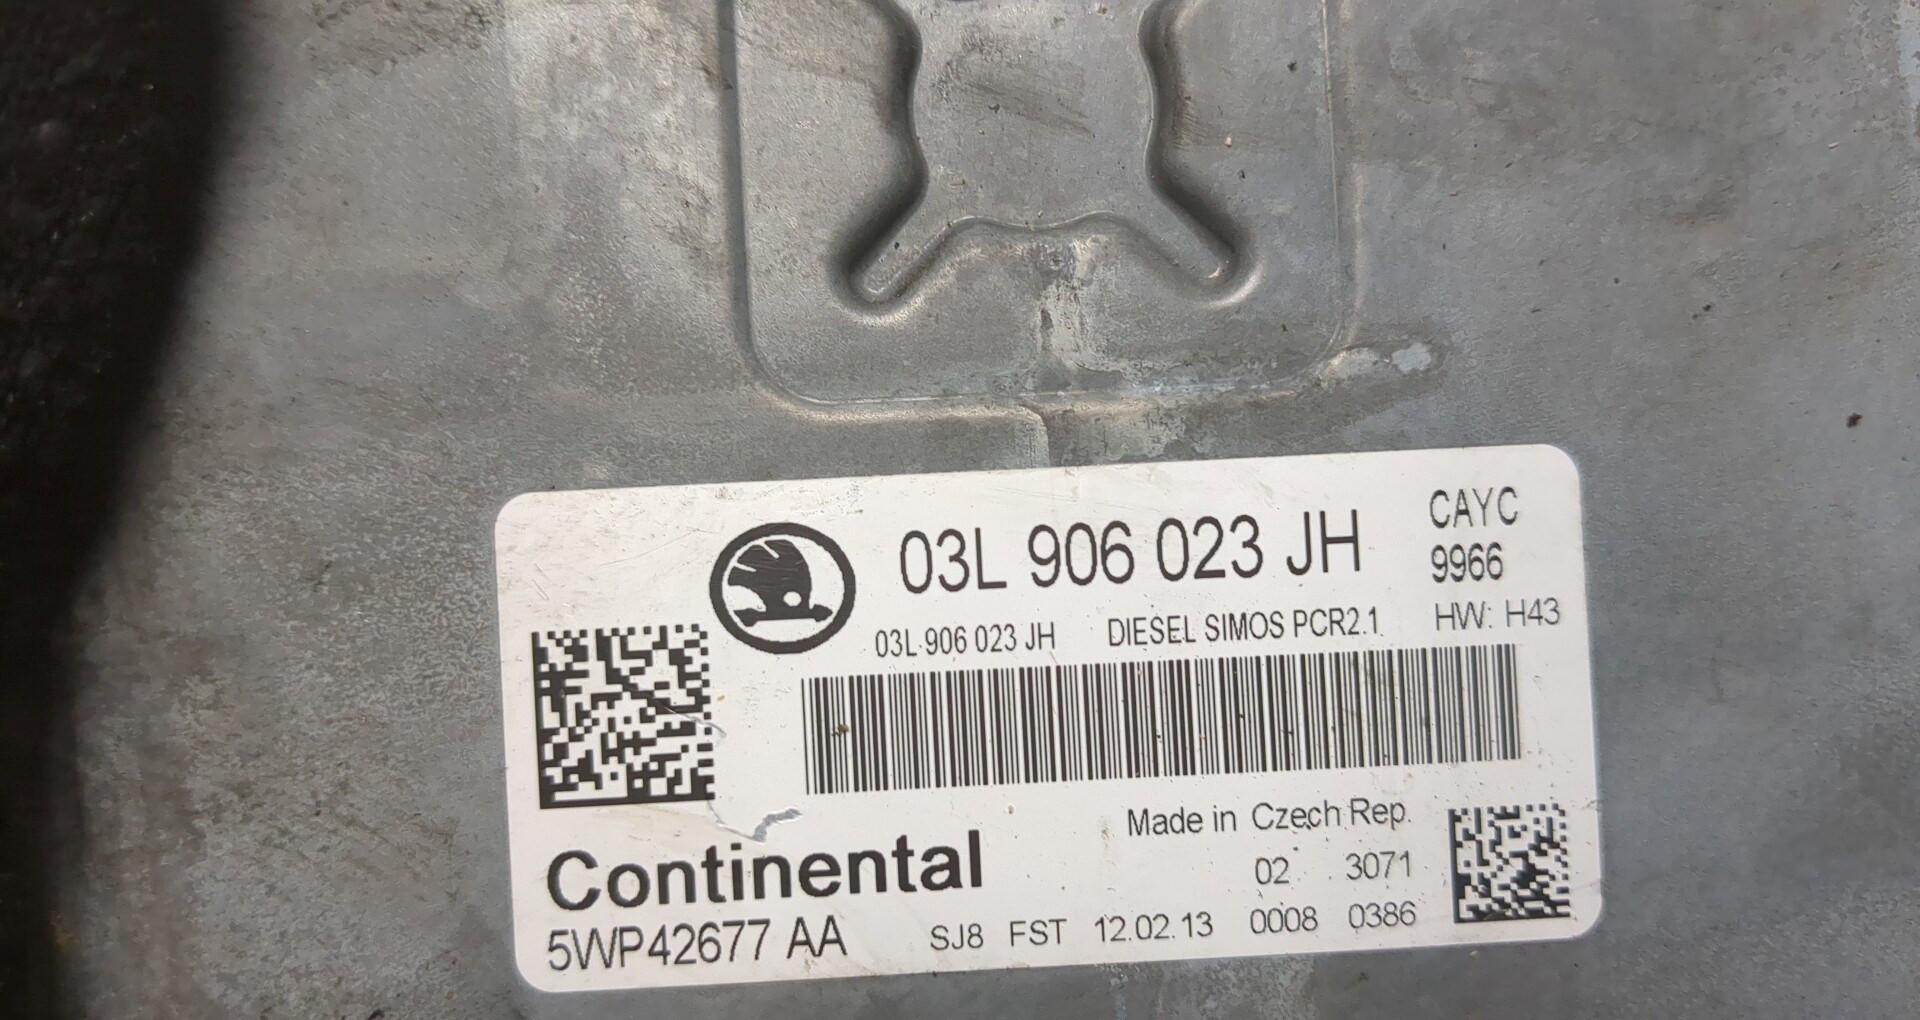 03L 906 023 JH
CAYC
9966
03L 906 023 JH DIESEL SIMOS PCR2.1 HW: H43
Made in Czech Rep.
Continental
02 3071
5WP42677 AA SJ8 FST 12.02.13 0008 0386